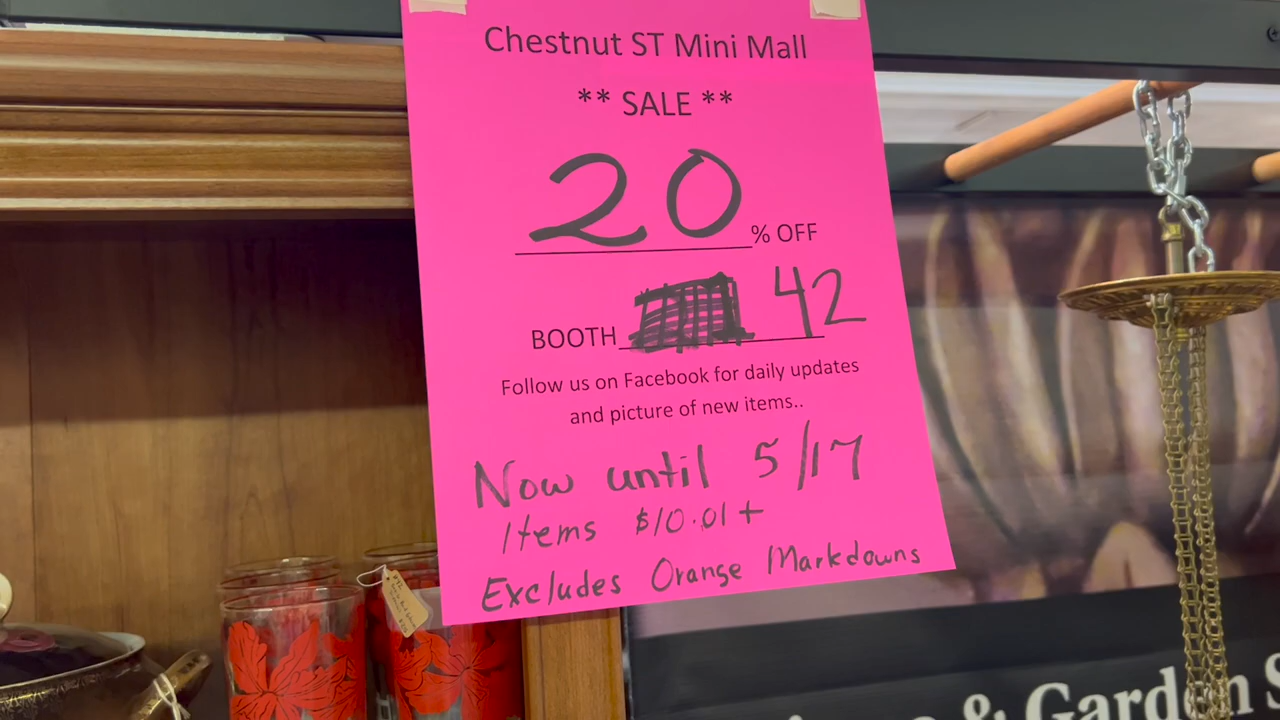 Chestnut ST Mini Mall
** SALE **
20 % OFF
BOOTH 42
Follow us on Facebook for daily updates
and picture of new items..
Now until 5/17
Items $10.01+
Excludes Orange Markdowns
& Garden